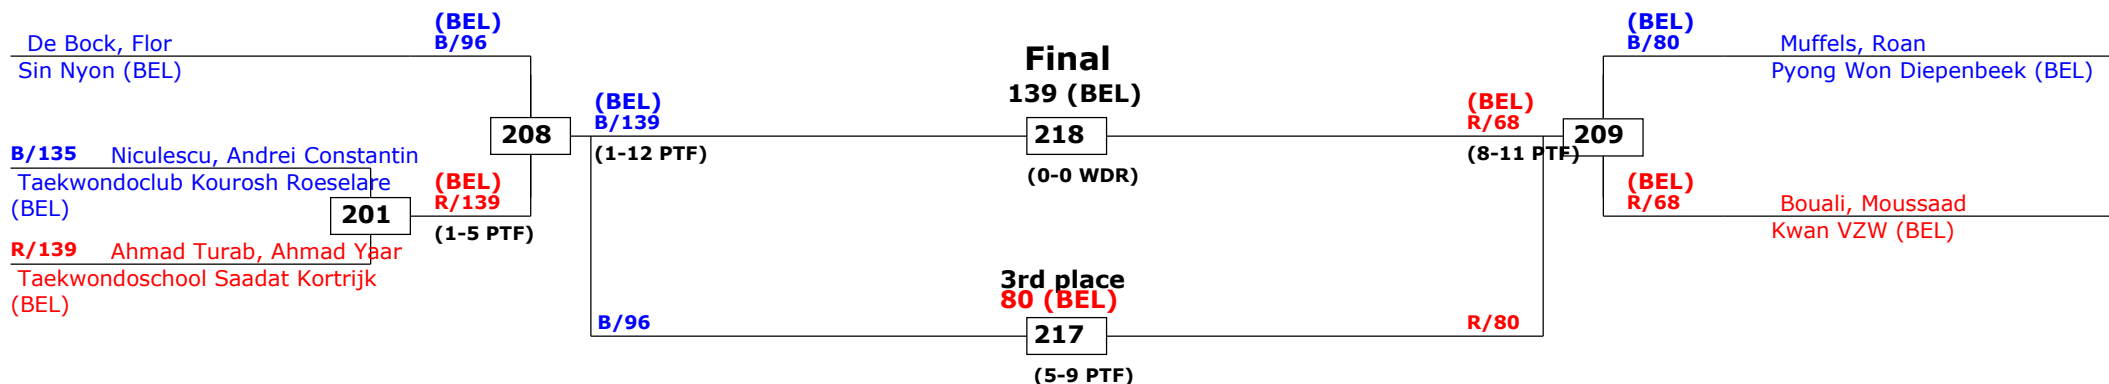 De Bock, Flor
Sin Nyon (BEL)
(BEL)
B/96
B/135 Niculescu, Andrei Constantin
Taekwondoclub Kourosh Roeselare
(BEL)
R/139 Ahmad Turab, Ahmad Yaar
Taekwondoschool Saadat Kortrijk
(BEL)
201
(BEL)
R/139
(1-5 PTF)
208
(BEL)
B/139
(1-12 PTF)
Final
139 (BEL)
218
(0-0 WDR)
3rd place
80 (BEL)
B/96
217
R/80
(5-9 PTF)
(BEL)
R/68
(8-11 PTF)
209
(BEL)
B/80
Muffels, Roan
Pyong Won Diepenbeek (BEL)
(BEL)
R/68
Bouali, Moussaad
Kwan VZW (BEL)